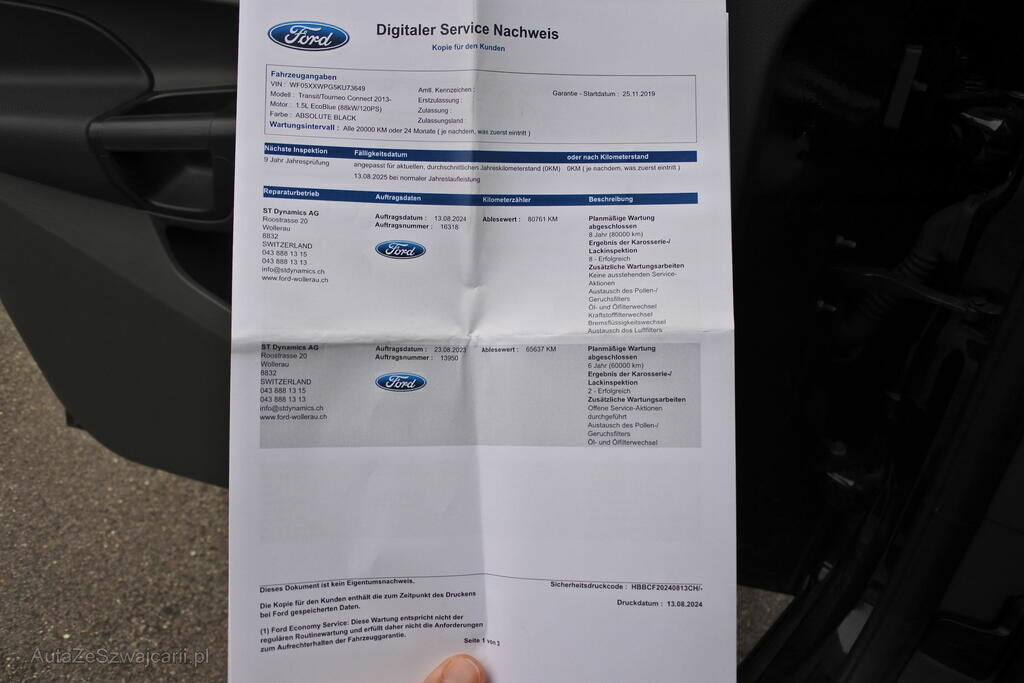 Ford
Digitaler Service Nachweis
Kopie für den Kunden
Fahrzeugangaben
VIN : WF05XXWPG5KU73649
Modell : Transit/Tourneo Connect 2013-
Motor : 1.5L EcoBlue (88kW/120PS)
Farbe : ABSOLUTE BLACK
Amtl. Kennzeichen :
Erstzulassung :
Zulassung :
Zulassungsland :
Garantie - Startdatum : 25.11.2019
Wartungsintervall : Alle 20000 KM oder 24 Monate ( je nachdem, was zuerst eintritt )
Nächste Inspektion Fälligkeitsdatum oder nach Kilometerstand
9 Jahr Jahresprüfung angepasst für aktuellen, durchschnittlichen Jahreskilometerstand (0KM) 0KM ( je nachdem, was zuerst eintritt )
13.08.2025 bei normaler Jahreslaufleistung
Reparaturbetrieb Auftragsdaten Kilometerzähler Beschreibung
ST Dynamics AG
Roostrasse 20
Wollerau
8832
SWITZERLAND
043 888 13 15
043 888 13 13
info@stdynamics.ch
www.ford-wollerau.ch
Auftragsdatum : 13.08.2024
Auftragsnummer : 16318
Ford
Ablesewert : 80761 KM
Planmäßige Wartung
abgeschlossen
8 Jahr (80000 km)
Ergebnis der Karosserie-/
Lackinspektion
8 - Erfolgreich
Zusätzliche Wartungsarbeiten
Keine ausstehenden Service-
Aktionen
Austausch des Pollen-/
Geruchsfilters
Öl- und Ölfilterwechsel
Kraftstofffilterwechsel
Bremsflüssigkeitswechsel
Austausch des Luftfilters
ST Dynamics AG
Roostrasse 20
Wollerau
8832
SWITZERLAND
043 888 13 15
043 888 13 13
info@stdynamics.ch
www.ford-wollerau.ch
Auftragsdatum : 23.08.2023
Auftragsnummer : 13950
Ford
Ablesewert : 65637 KM
Planmäßige Wartung
abgeschlossen
6 Jahr (60000 km)
Ergebnis der Karosserie-/
Lackinspektion
2 - Erfolgreich
Zusätzliche Wartungsarbeiten
Offene Service-Aktionen
durchgeführt
Austausch des Pollen-/
Geruchsfilters
Öl- und Ölfilterwechsel
Dieses Dokument ist kein Eigentumsnachweis.
Die Kopie für den Kunden enthält die zum Zeitpunkt des Druckens
bei Ford gespeicherten Daten.
(1) Ford Economy Service: Diese Wartung entspricht nicht der
regulären Routinewartung und erfüllt daher nicht die Anforderungen
zum Aufrechterhalten der Fahrzeuggarantie.
Sicherheitsdruckcode : HBBCF20240813CH/-
Druckdatum : 13.08.2024
Seite 1 von 3
AutaZeSzwajcarii.pl